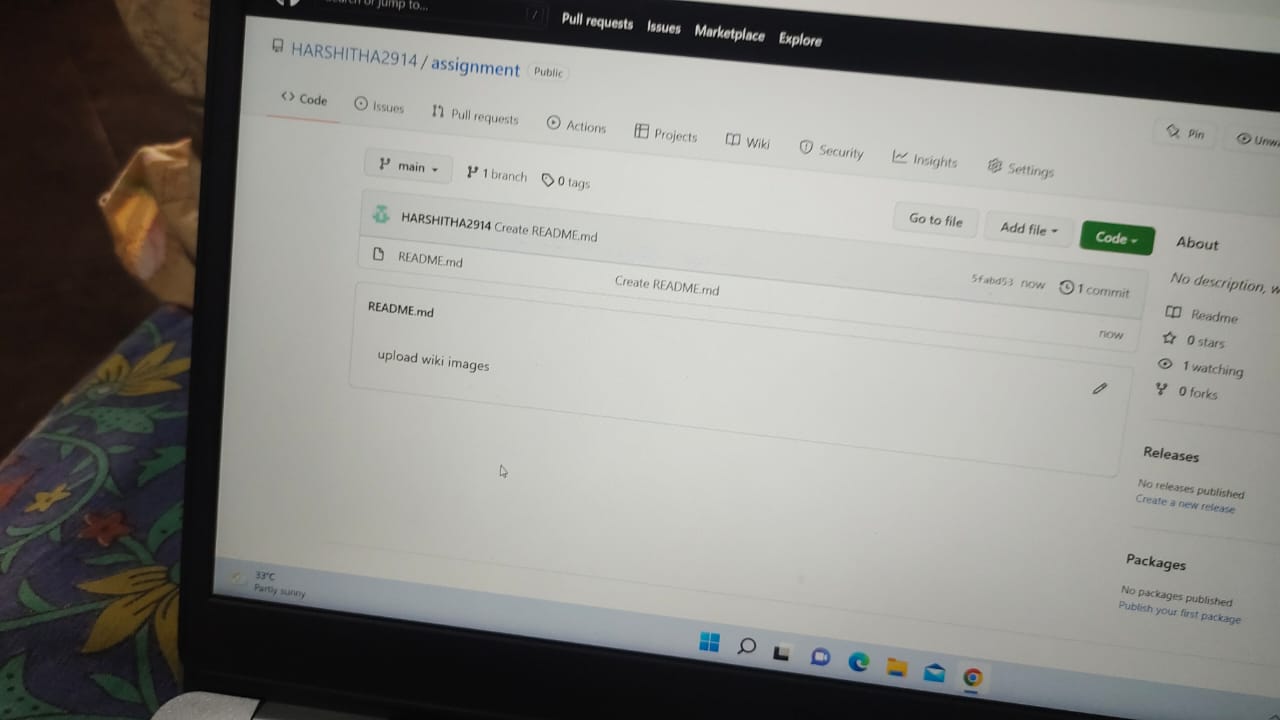 Search or jump to... /
Pull requests Issues Marketplace Explore
HARSHITHA2914 / assignment Public
Pin
<> Code Issues Pull requests Actions Projects Wiki Security Insights Settings
main 1 branch 0 tags
Go to file Add file Code
HARSHITHA2914 Create README.md 5fabd53 now 1 commit
README.md Create README.md now
README.md
upload wiki images
About
No description,
Readme
0 stars
1 watching
0 forks
Releases
No releases published
Create a new release
Packages
No packages published
Publish your first package
33°C
Partly sunny